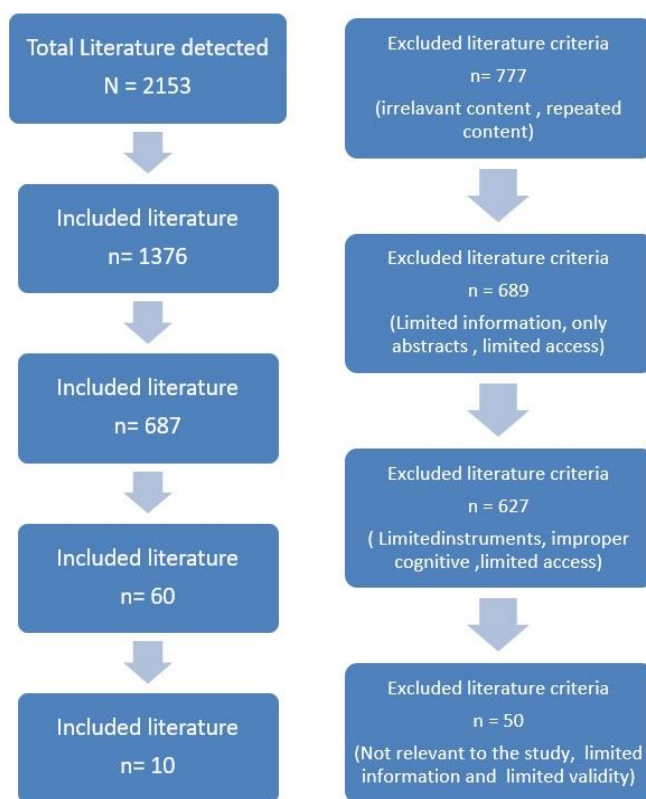 Total Literature detected
N = 2153
Included literature
n= 1376
Included literature
n= 687
Included literature
n= 60
Included literature
n= 10
Excluded literature criteria
n= 777
(irrelavant content , repeated
content)
Excluded literature criteria
n = 689
(Limited information, only
abstracts , limited access)
Excluded literature criteria
n = 627
( Limitedinstruments, improper
cognitive ,limited access)
Excluded literature criteria
n = 50
(Not relevant to the study, limited
information and limited validity)